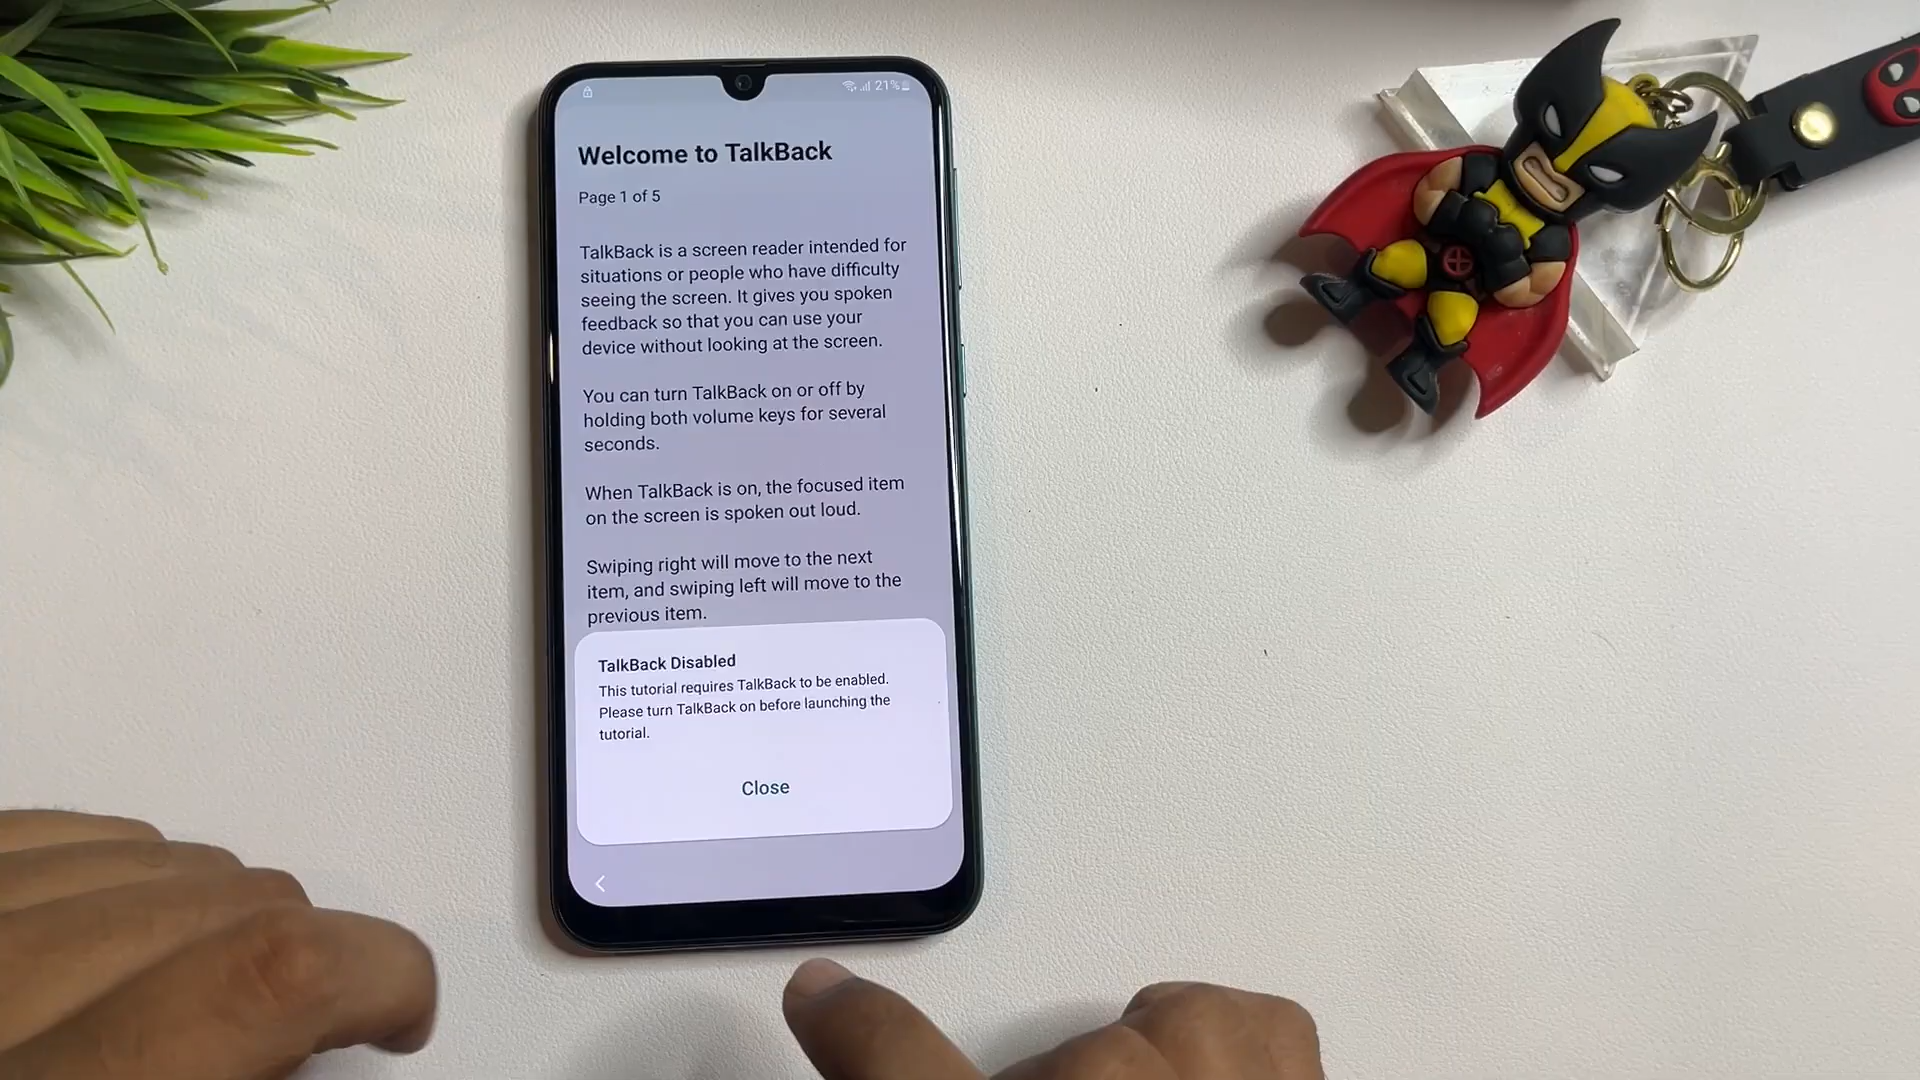 21%
Welcome to TalkBack
Page 1 of 5
TalkBack is a screen reader intended for
situations or people who have difficulty
seeing the screen. It gives you spoken
feedback so that you can use your
device without looking at the screen.
You can turn TalkBack on or off by
holding both volume keys for several
seconds.
When TalkBack is on, the focused item
on the screen is spoken out loud.
Swiping right will move to the next
item, and swiping left will move to the
previous item.
TalkBack Disabled
This tutorial requires TalkBack to be enabled.
Please turn TalkBack on before launching the
tutorial.
Close